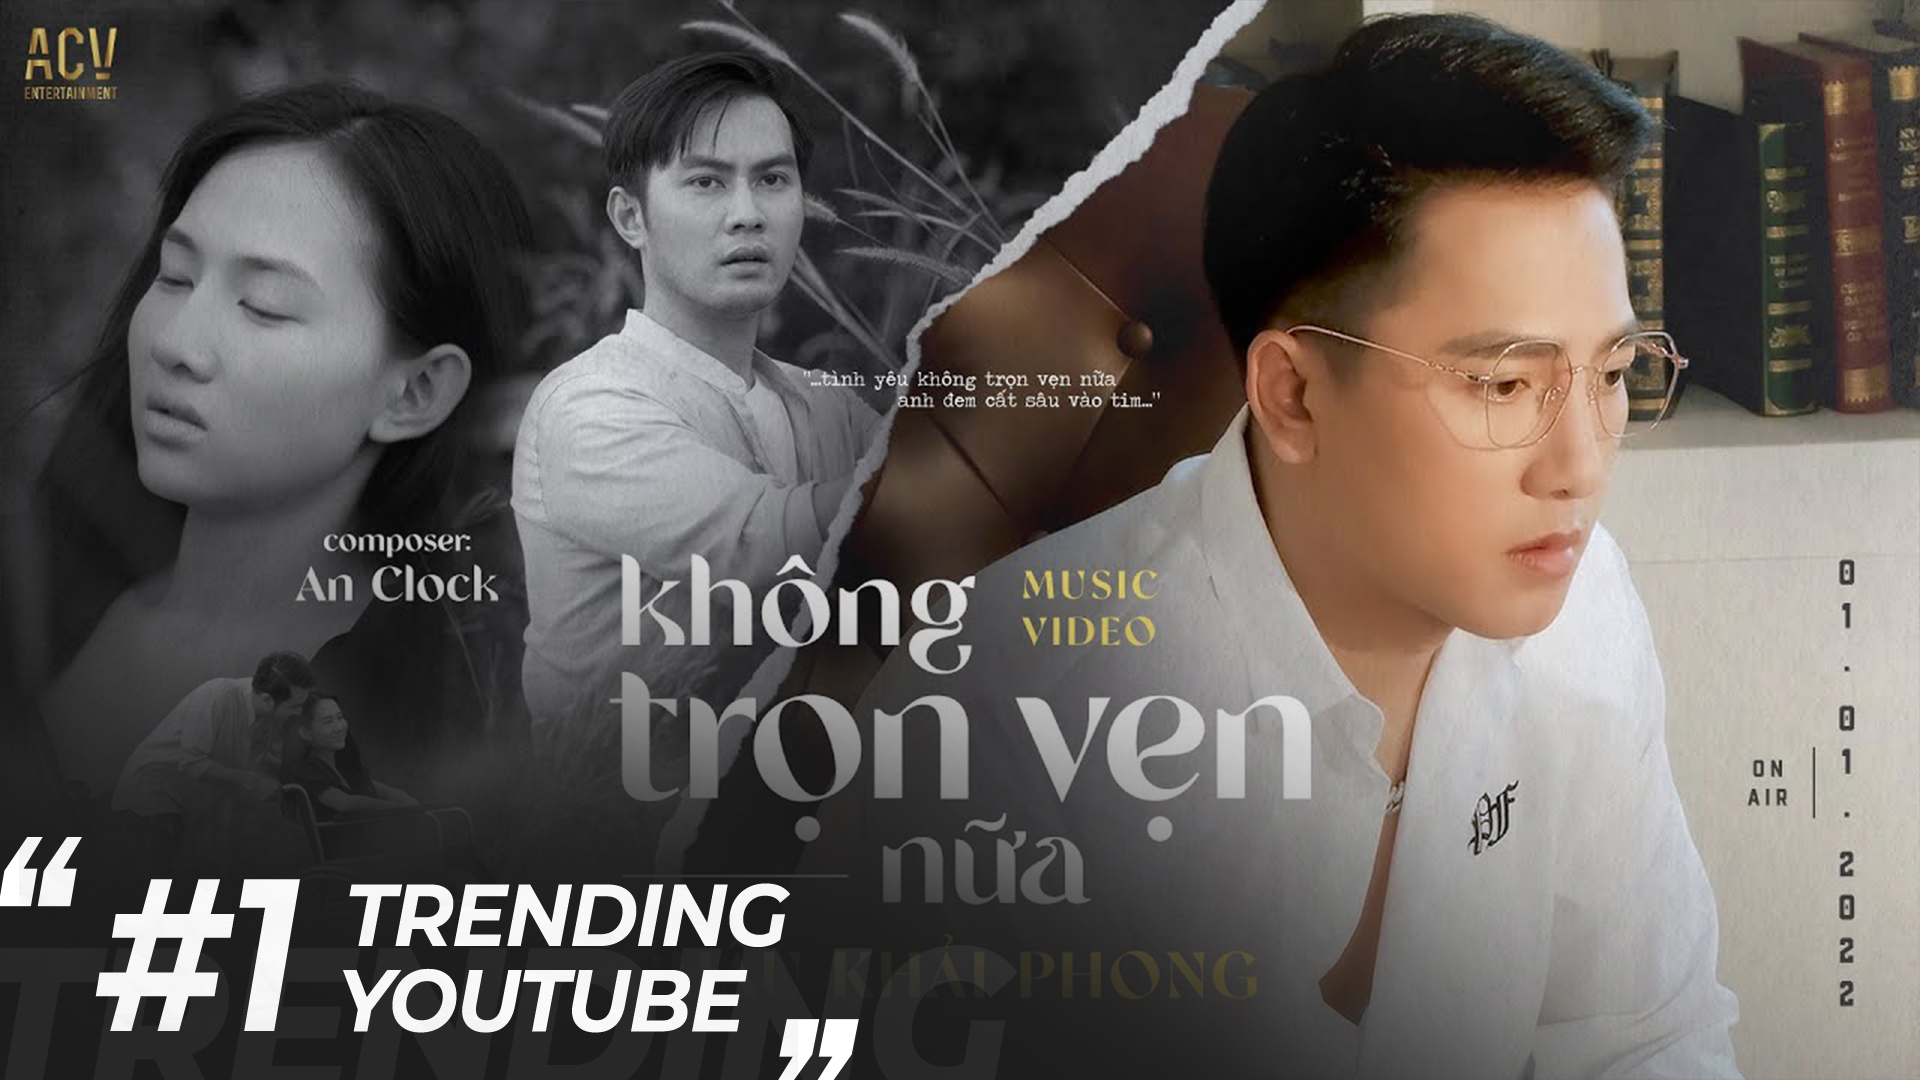 ACV
ENTERTAINMENT
"…tình yêu không trọn vẹn nữa
anh đem cất sâu vào tim…"
composer:
An Clock
không
MUSIC
VIDEO
trọn vẹn
nữa
KHẢI PHONG
ON
AIR
01.01.2022
“
#1 TRENDING
YOUTUBE
”
TRENDING